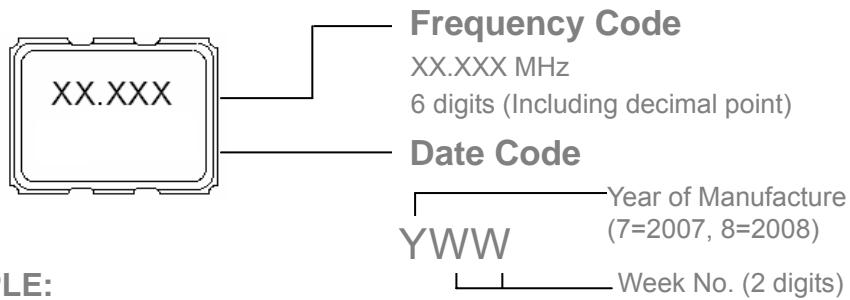 Frequency Code
XX.XXX MHz
6 digits (Including decimal point)
XX.XXX
Date Code
Year of Manufacture
(7=2007, 8=2008)
YWW
Week No. (2 digits)
PLE: